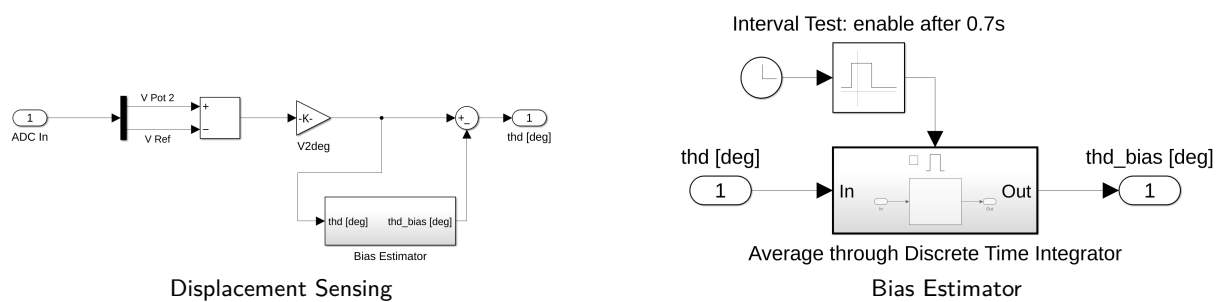 Interval Test: enable after 0.7s
1
ADC In
V Pot 2
V Ref
+
−
-K-
V2deg
+
−
1
thd [deg]
thd [deg]
thd_bias [deg]
Bias Estimator
Displacement Sensing
thd [deg]
1
In
In
Out
Out
thd_bias [deg]
1
Average through Discrete Time Integrator
Bias Estimator